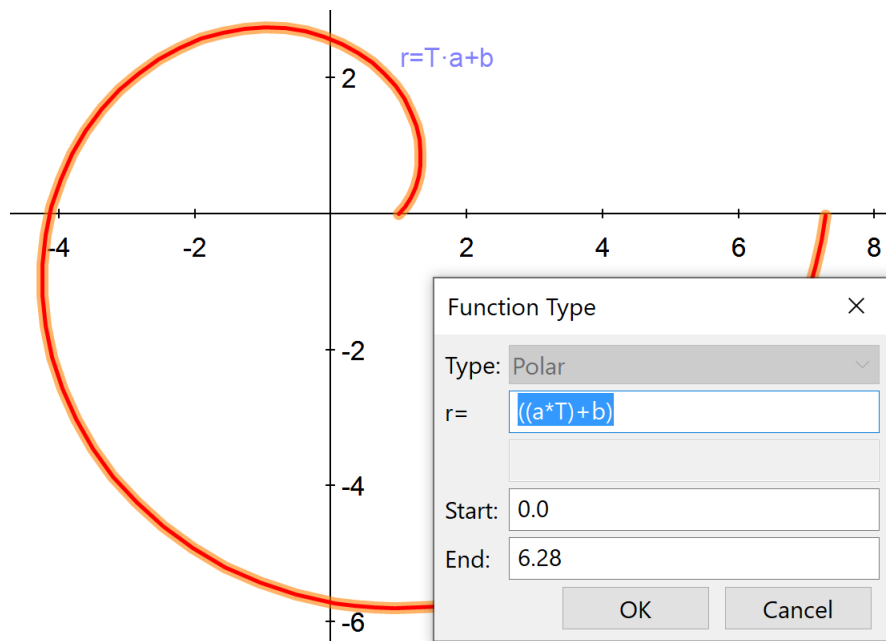 r=T·a+b
2
-4
-2
2
4
6
8
-2
-4
-6
Function Type
Type: Polar
r= ((a*T)+b)
Start: 0.0
End: 6.28
OK Cancel